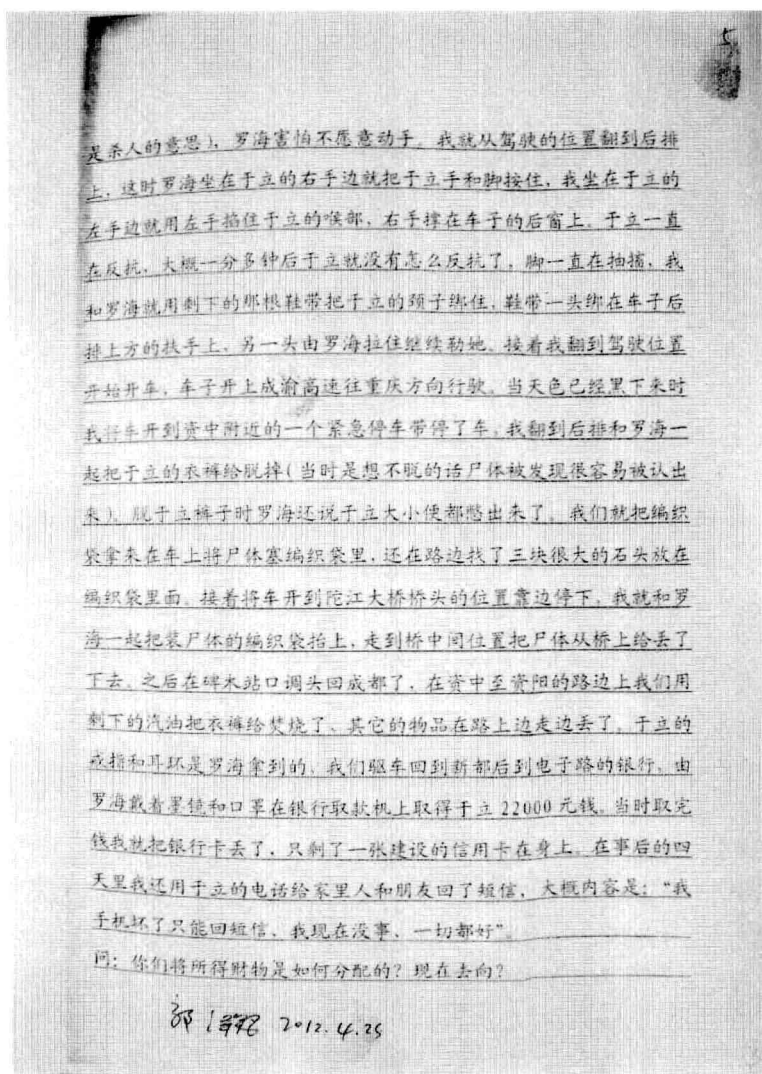 5
是杀人的意思），罗海害怕不愿意动手。我就从驾驶的位置翻到后排
上，这时罗海坐在于立的右手边就把于立手和脚按住，我坐在于立的
左手边就用左手掐住于立的喉部，右手撑在车子的后窗上。于立一直
在反抗，大概一分多钟后于立就没有怎么反抗了，脚一直在抽搐，我
和罗海就用剩下的那根鞋带把于立的颈子绑住，鞋带一头绑在车子后
排上方的扶手上，另一头由罗海拉住继续勒她。接着我翻到驾驶位置
开始开车，车子开上成渝高速往重庆方向行驶。当天色已经黑下来时
我将车开到资中附近的一个紧急停车带停了车，我翻到后排和罗海一
起把于立的衣裤给脱掉（当时是想不脱的话尸体被发现很容易被认出
来）。脱于立裤子时罗海还说于立大小便都憋出来了。我们就把编织
袋拿来在车上将尸体塞编织袋里，还在路边找了三块很大的石头放在
编织袋里面。接着将车开到陀江大桥桥头的位置靠边停下，我就和罗
海一起把装尸体的编织袋抬上，走到桥中间位置把尸体从桥上给丢了
下去。之后在碑木站口调头回成都了，在资中至资阳的路边上我们用
剩下的汽油把衣裤给焚烧了、其它的物品在路上边走边丢了。于立的
戒指和耳环是罗海拿到的，我们驱车回到新都后到电子路的银行，由
罗海戴着墨镜和口罩在银行取款机上取得于立 22000 元钱。当时取完
钱我就把银行卡丢了，只剩了一张建设的信用卡在身上。在事后的四
天里我还用于立的电话给家里人和朋友回了短信，大概内容是：“我
手机坏了只能回短信、我现在没事、一切都好”。
问：你们将所得财物是如何分配的？现在去向？
2012.4.25